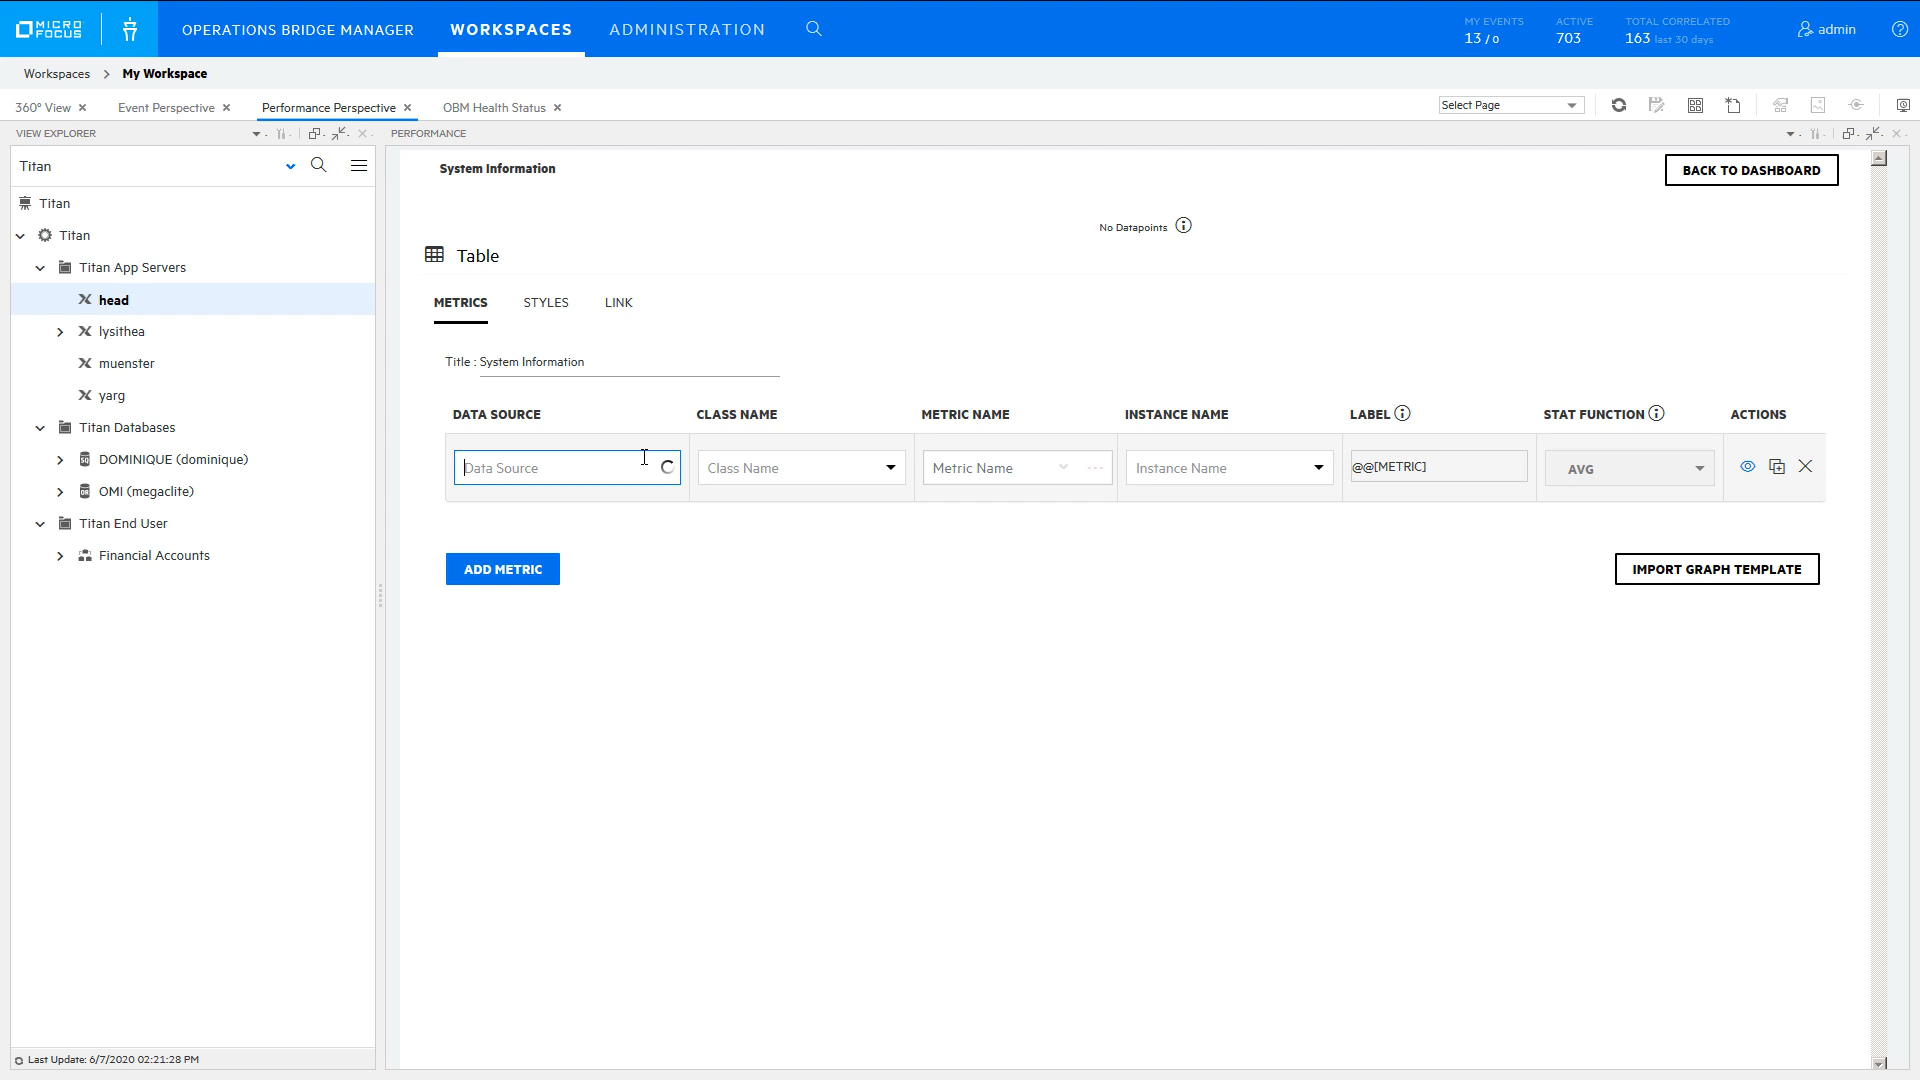 MICRO FOCUS
OPERATIONS BRIDGE MANAGER
WORKSPACES
ADMINISTRATION
MY EVENTS
13 / 0
ACTIVE
703
TOTAL CORRELATED
163 last 30 days
admin
Workspaces
My Workspace
360° View
Event Perspective
Performance Perspective
OBM Health Status
Select Page
VIEW EXPLORER
PERFORMANCE
Titan
Titan
Titan
Titan App Servers
head
lysithea
muenster
yarg
Titan Databases
DOMINIQUE (dominique)
OMI (megaclite)
Titan End User
Financial Accounts
Last Update: 6/7/2020 02:21:28 PM
System Information
BACK TO DASHBOARD
No Datapoints
Table
METRICS
STYLES
LINK
Title : System Information
DATA SOURCE
CLASS NAME
METRIC NAME
INSTANCE NAME
LABEL
STAT FUNCTION
ACTIONS
Data Source
Class Name
Metric Name
Instance Name
@@[METRIC]
AVG
ADD METRIC
IMPORT GRAPH TEMPLATE